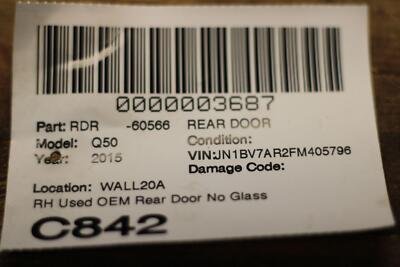 0000003687
Part: RDR -60566 REAR DOOR
Model: Q50 Condition:
Year: 2015 VIN:JN1BV7AR2FM405796
Damage Code:
Location: WALL20A
RH Used OEM Rear Door No Glass
C842